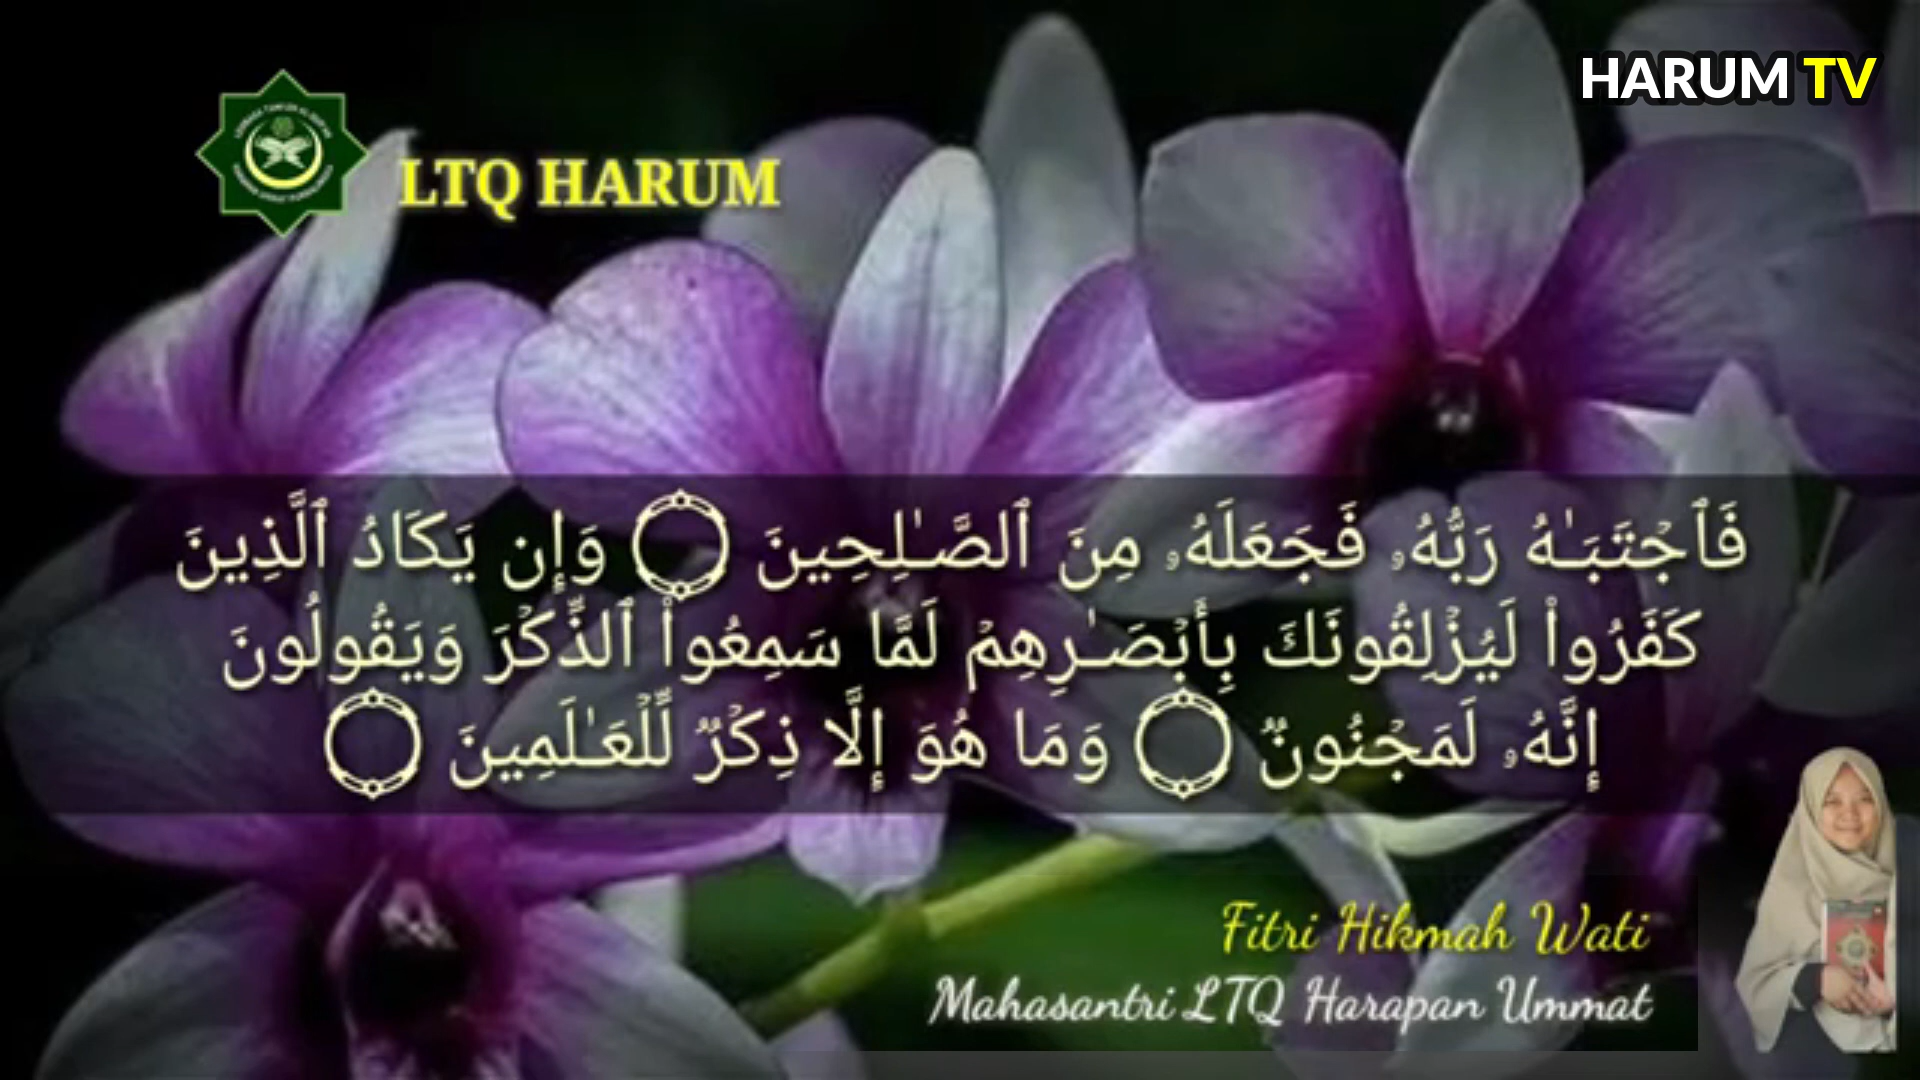 HARUM TV
LTQ HARUM
فَٱجْتَبَـٰهُ رَبُّهُۥ فَجَعَلَهُۥ مِنَ ٱلصَّـٰلِحِينَ ۝ وَإِن يَكَادُ ٱلَّذِينَ
كَفَرُوا۟ لَيُزْلِقُونَكَ بِأَبْصَـٰرِهِمْ لَمَّا سَمِعُوا۟ ٱلذِّكْرَ وَيَقُولُونَ
إِنَّهُۥ لَمَجْنُونٌ ۝ وَمَا هُوَ إِلَّا ذِكْرٌ لِّلْعَـٰلَمِينَ ۝
Fitri Hikmah Wati
Mahasantri LTQ Harapan Ummat